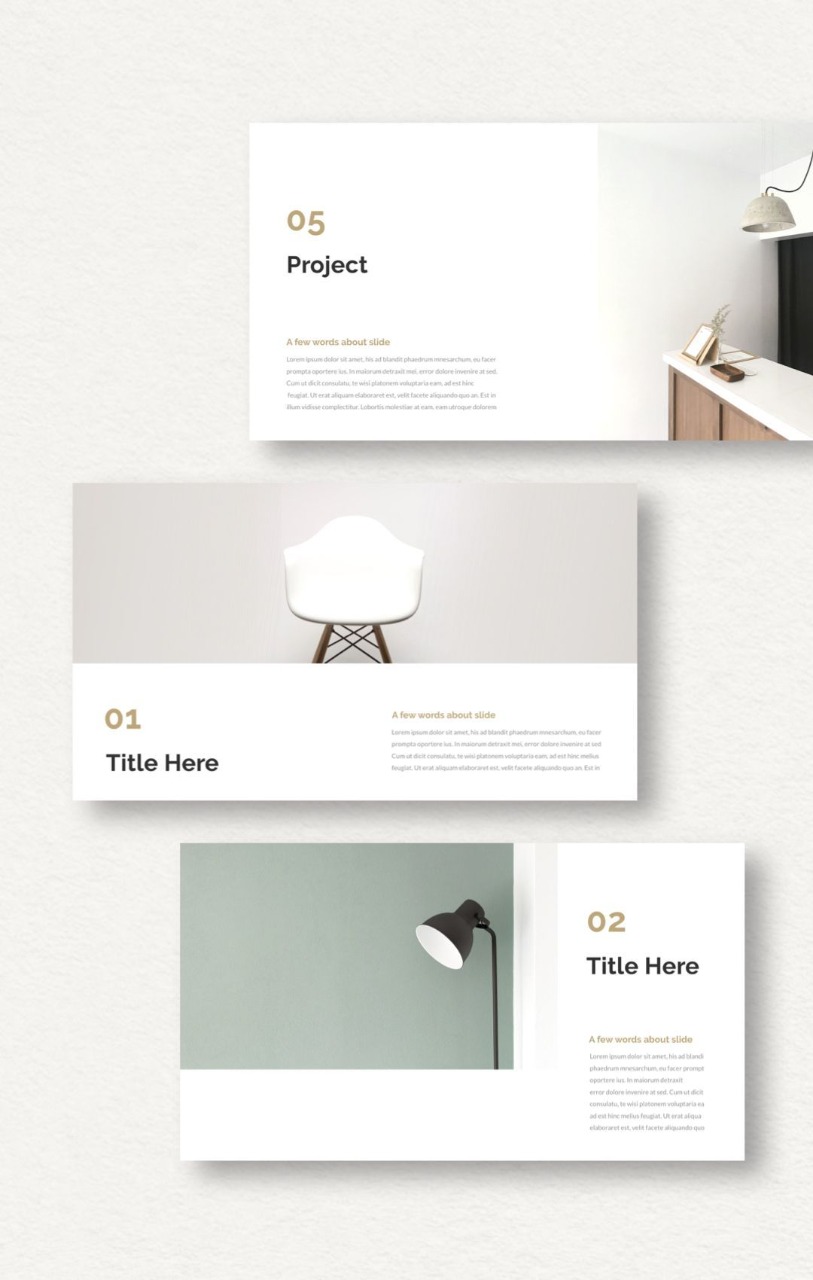 05
Project
A few words about slide
Lorem ipsum dolor sit amet, his ad blandit phaedrum mnesarchum, eu facer
prompta oportere ius. In maiorum detraxit mei, error dolore invenire at sed.
Cum ut dicit consulatu, te wisi platonem voluptaria eam, ad est hinc
feugiat. Ut erat aliquam elaboraret est, velit facete aliquando quo an. Est in
illum vidisse complectitur. Lobortis molestiae at eam, eam utroque dolorem
01
Title Here
A few words about slide
Lorem ipsum dolor sit amet, his ad blandit phaedrum mnesarchum, eu facer
prompta oportere ius. In maiorum detraxit mei, error dolore invenire at sed
Cum ut dicit consulatu, te wisi platonem voluptaria eam, ad est hinc melius
feugiat. Ut erat aliquam elaboraret est, velit facete aliquando quo an. Est in
02
Title Here
A few words about slide
Lorem ipsum dolor sit amet, his ad blandi
phaedrum mnesarchum, eu facer prompt
oportere ius. In maiorum detraxit
error dolore invenire at sed. Cum ut dicit
consulatu, te wisi platonem voluptaria ea
ad est hinc melius feugiat. Ut erat aliqua
elaboraret est, velit facete aliquando quo